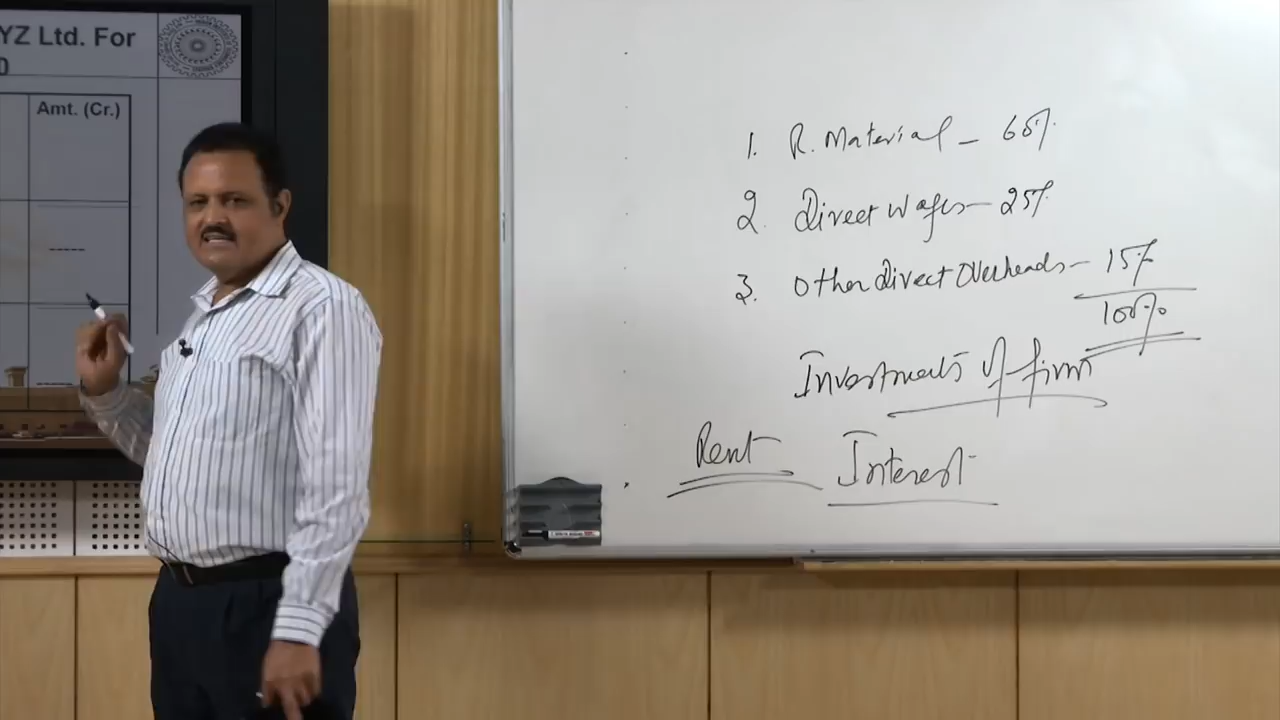 YZ Ltd. For
0
Amt. (Cr.)
1. R. Material - 60%
2. Direct Wages - 25%
3. Other Direct Overheads - 15%
100%
Investments of firm
Rent Interest